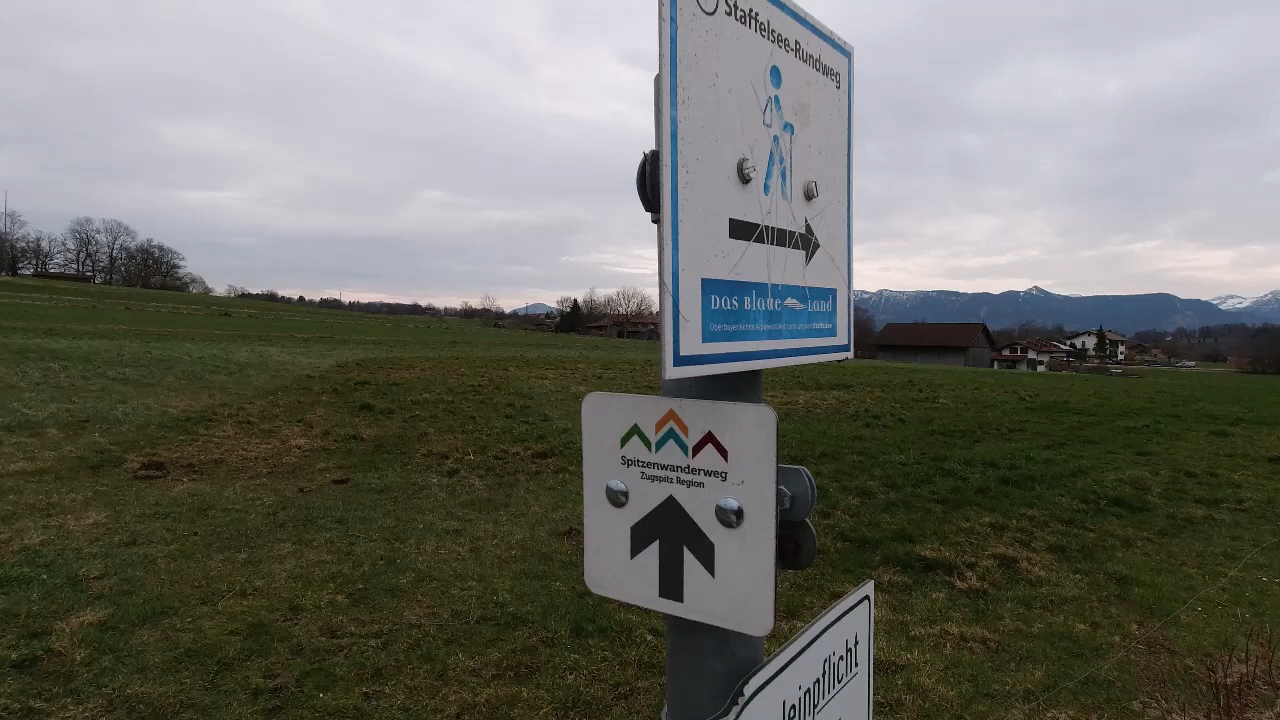 Staffelsee-Rundweg
Das Blaue Land
Spitzenwanderweg
Zugspitz Region
leinpflicht